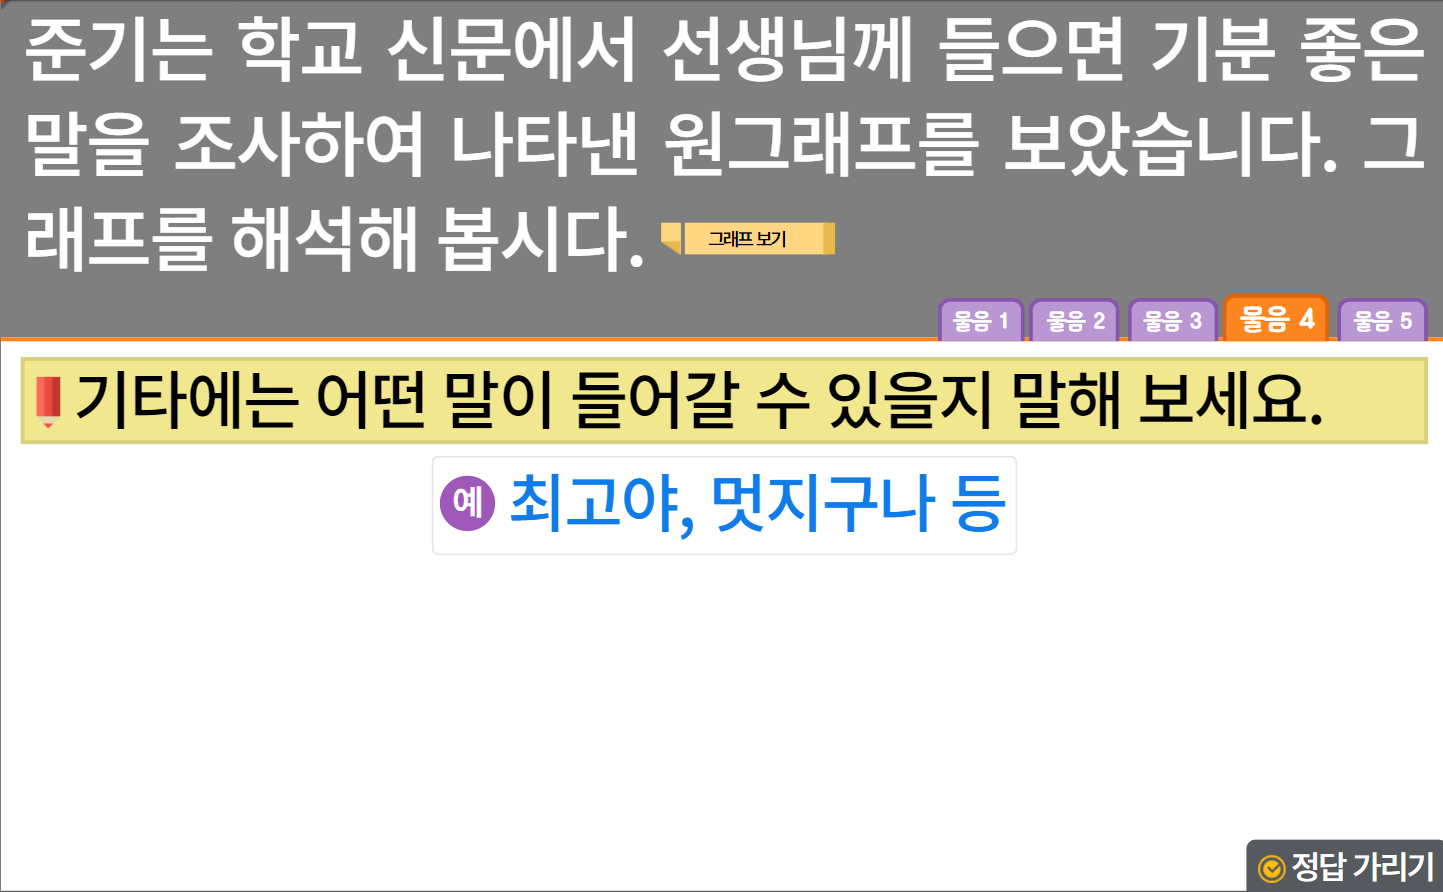 준기는 학교 신문에서 선생님께 들으면 기분 좋은
말을 조사하여 나타낸 원그래프를 보았습니다. 그
래프를 해석해 봅시다. 그래프 보기
물음 1 물음 2 물음 3 물음 4 물음 5
기타에는 어떤 말이 들어갈 수 있을지 말해 보세요.
예 최고야, 멋지구나 등
정답 가리기